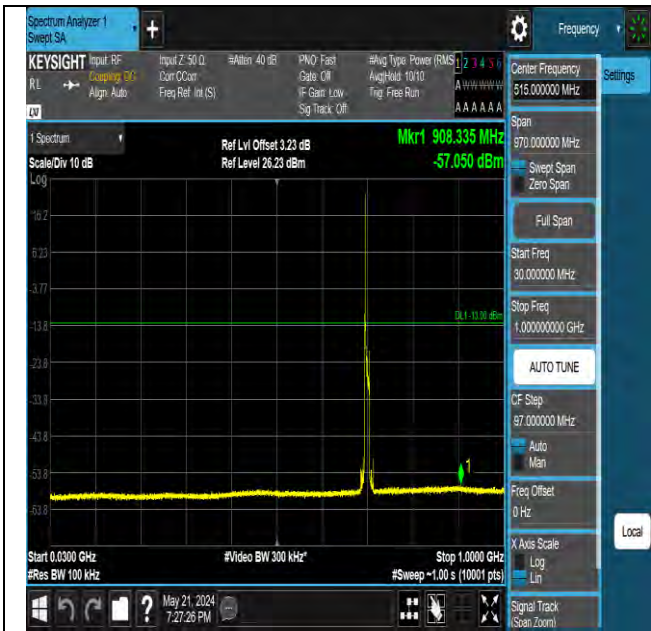 Spectrum Analyzer 1
Swept SA
+
Frequency
KEYSIGHT
RL
LXI
Input: RF
Coupling: DC
Align: Auto
Input Z: 50 Ω
Corr CCorr
Freq Ref: Int (S)
#Atten: 40 dB
PNO: Fast
Gate: Off
IF Gain: Low
Sig Track: Off
#Avg Type: Power (RMS
Avg|Hold: 10/10
Trig: Free Run
1 2 3 4 5 6
A W W W W W
A A A A A A
1 Spectrum
Scale/Div 10 dB
Log
Ref Lvl Offset 3.23 dB
Ref Level 26.23 dBm
Mkr1 908.335 MHz
-57.050 dBm
16.2
6.23
-3.77
-13.8
-23.8
-33.8
-43.8
-53.8
-63.8
DL1 -13.00 dBm
1
Start 0.0300 GHz
#Res BW 100 kHz
#Video BW 300 kHz*
Stop 1.0000 GHz
#Sweep ~1.00 s (10001 pts)
?
May 21, 2024
7:27:26 PM
Center Frequency
515.000000 MHz
Settings
Span
970.000000 MHz
Swept Span
Zero Span
Full Span
Start Freq
30.000000 MHz
Stop Freq
1.000000000 GHz
AUTO TUNE
CF Step
97.000000 MHz
Auto
Man
Freq Offset
0 Hz
X Axis Scale
Log
Lin
Local
Signal Track
(Span Zoom)